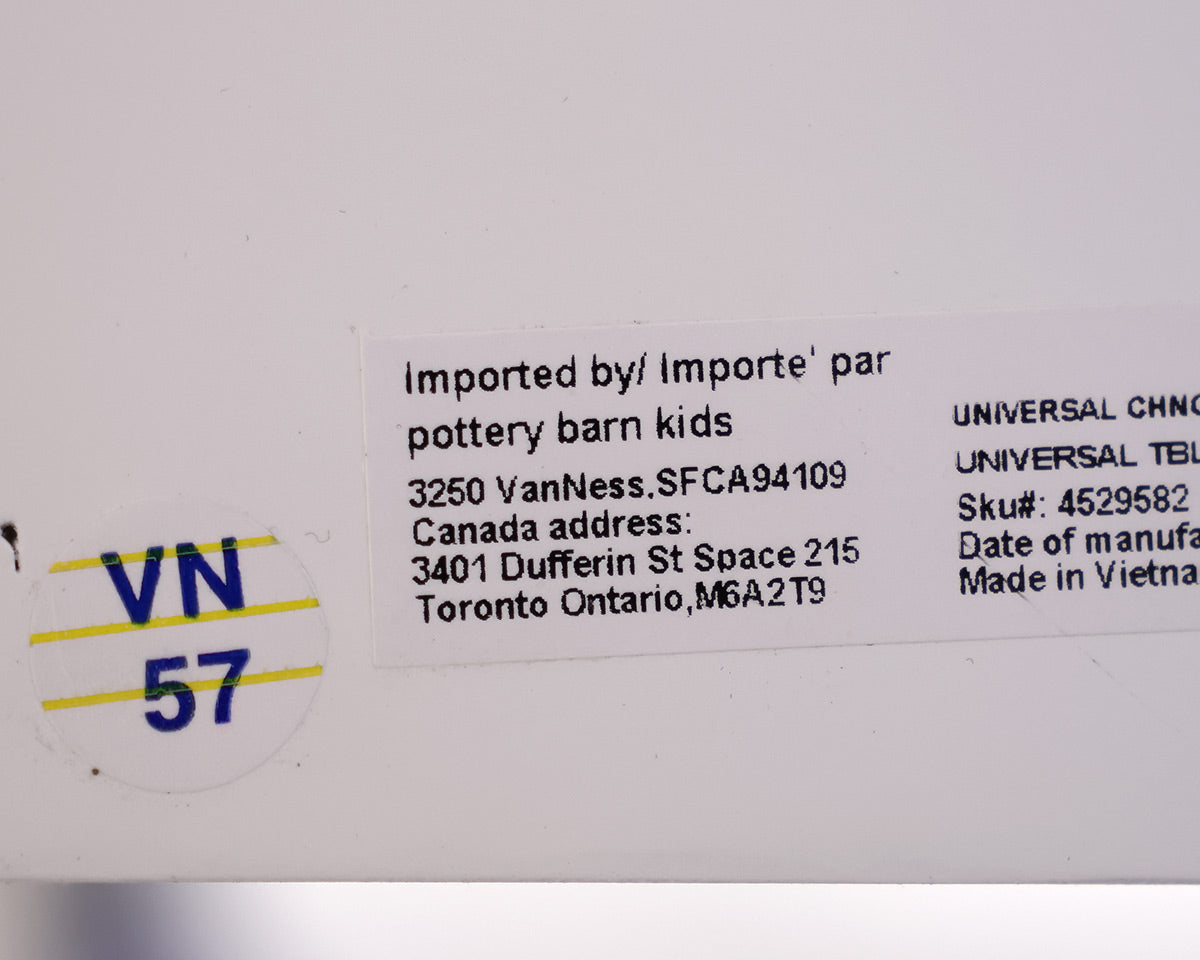 Imported by/ Importe' par
pottery barn kids
3250 VanNess.SFCA94109
Canada address:
3401 Dufferin St Space 215
Toronto Ontario,M6A2T9
UNIVERSAL
UNIVERSAL
Sku#: 4529582
Date of
Made in
VN
57